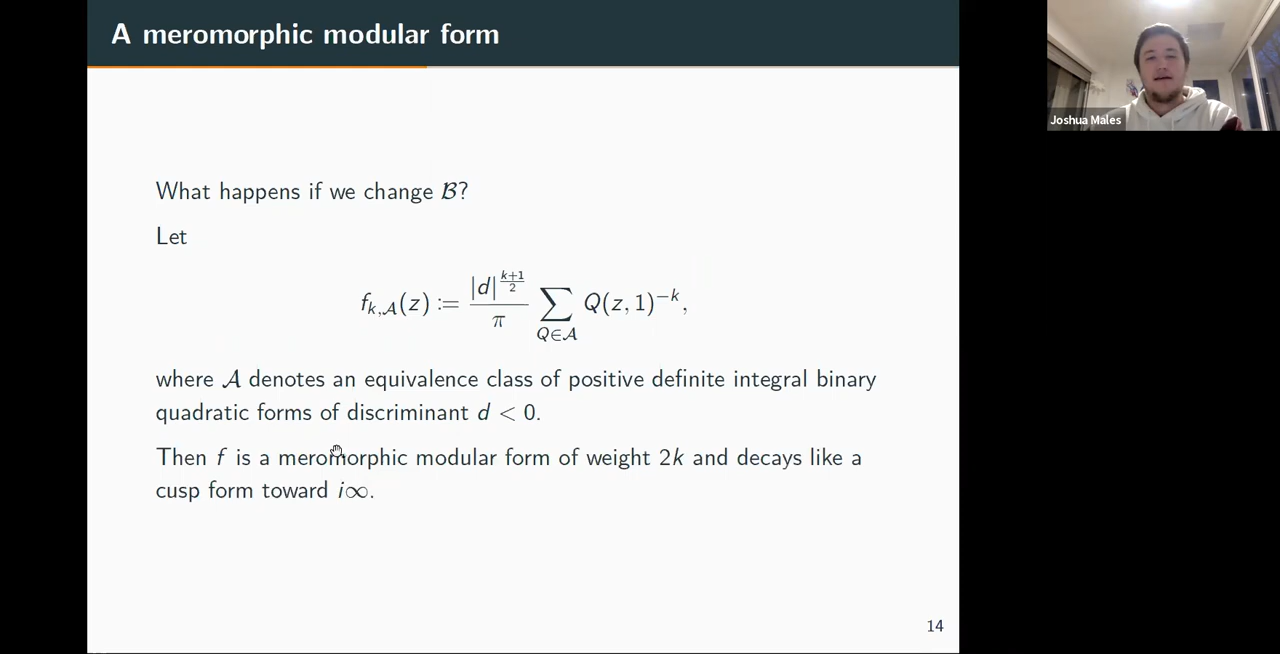 A meromorphic modular form
Joshua Males
What happens if we change ℬ?
Let
f_{k,𝒜}(z) := |d|^{\frac{k+1}{2}}/π ∑_{Q∈𝒜} Q(z, 1)^{−k},
where 𝒜 denotes an equivalence class of positive definite integral binary
quadratic forms of discriminant d < 0.
Then f is a meromorphic modular form of weight 2k and decays like a
cusp form toward i∞.
14